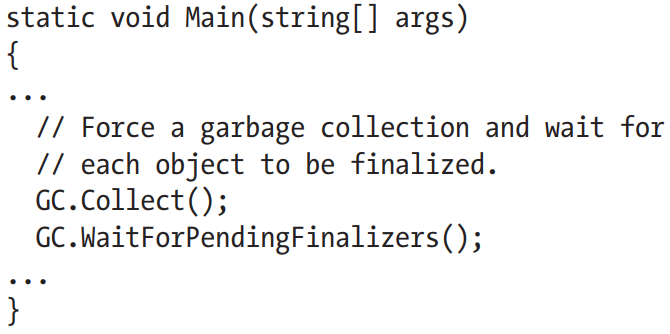 static void Main(string[] args)
{
...
// Force a garbage collection and wait for
// each object to be finalized.
GC.Collect();
GC.WaitForPendingFinalizers();
...
}